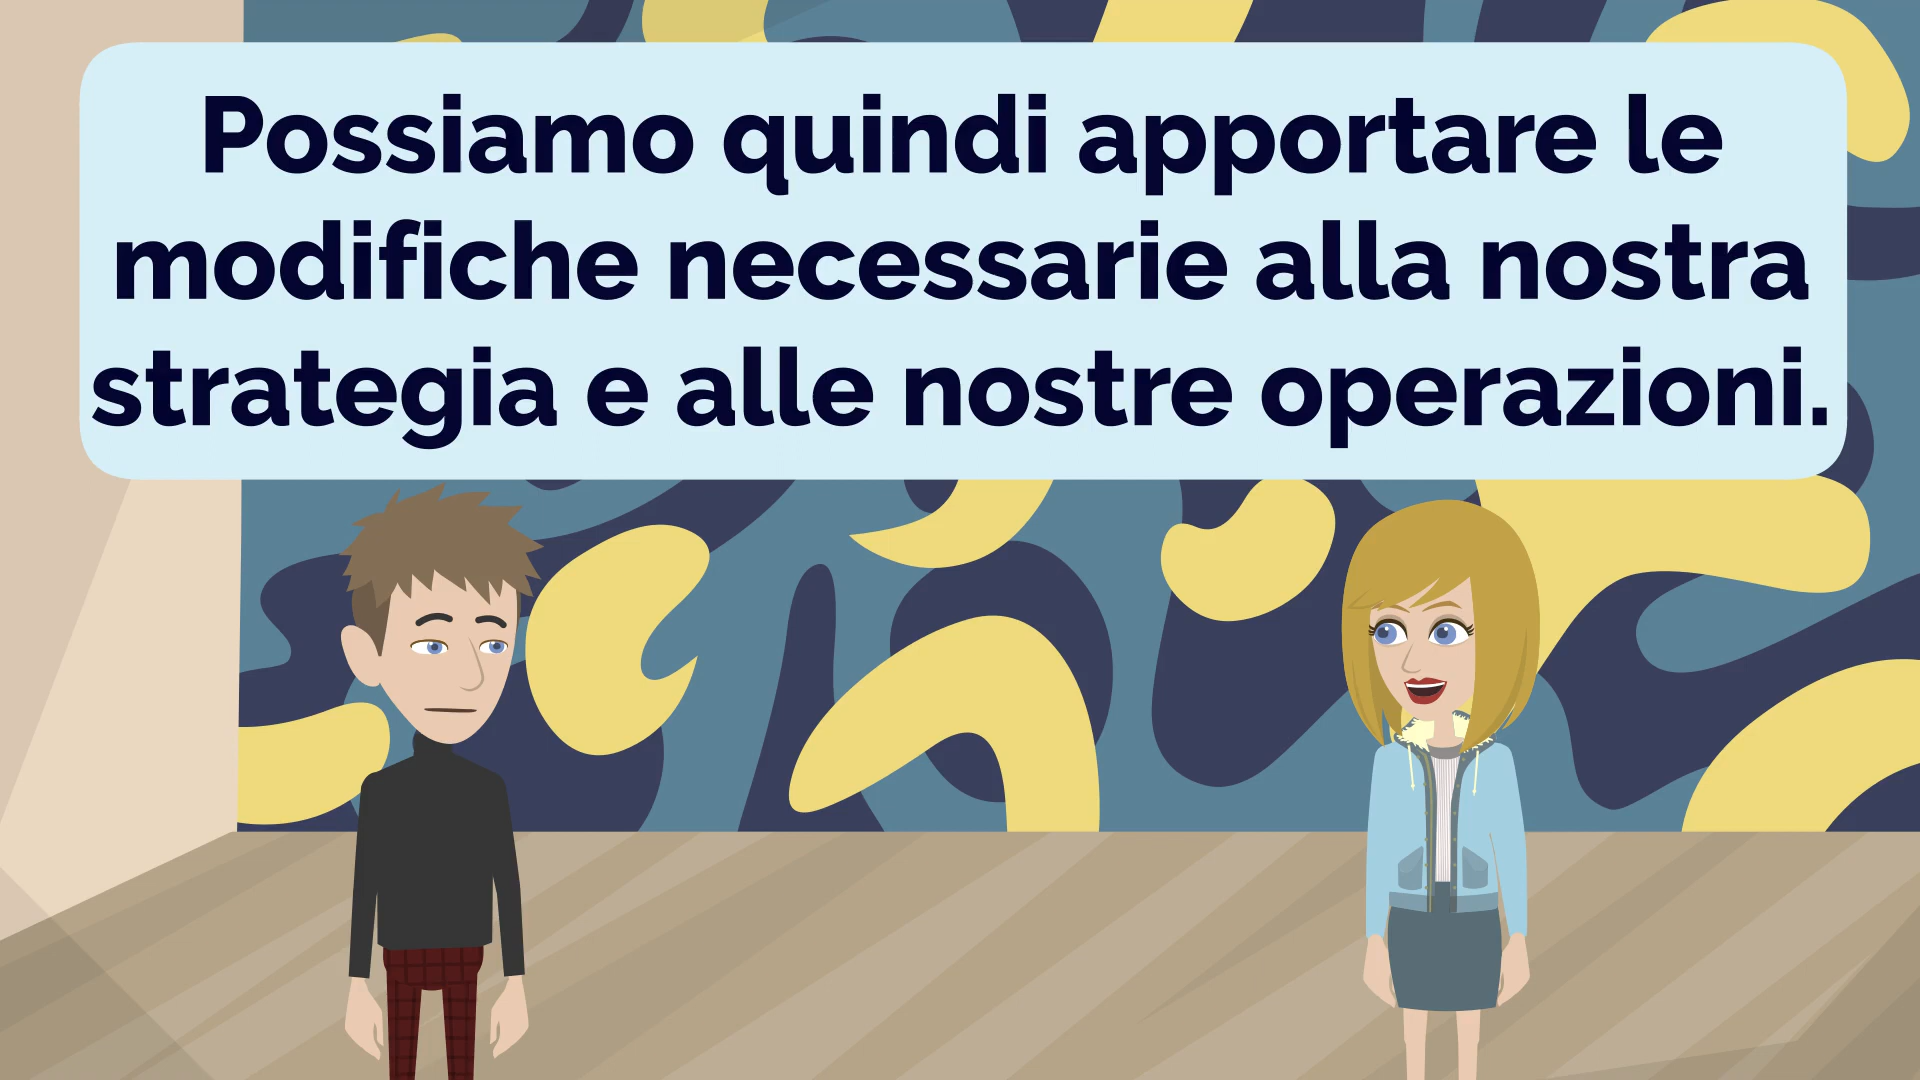 Possiamo quindi apportare le
modifiche necessarie alla nostra
strategia e alle nostre operazioni.